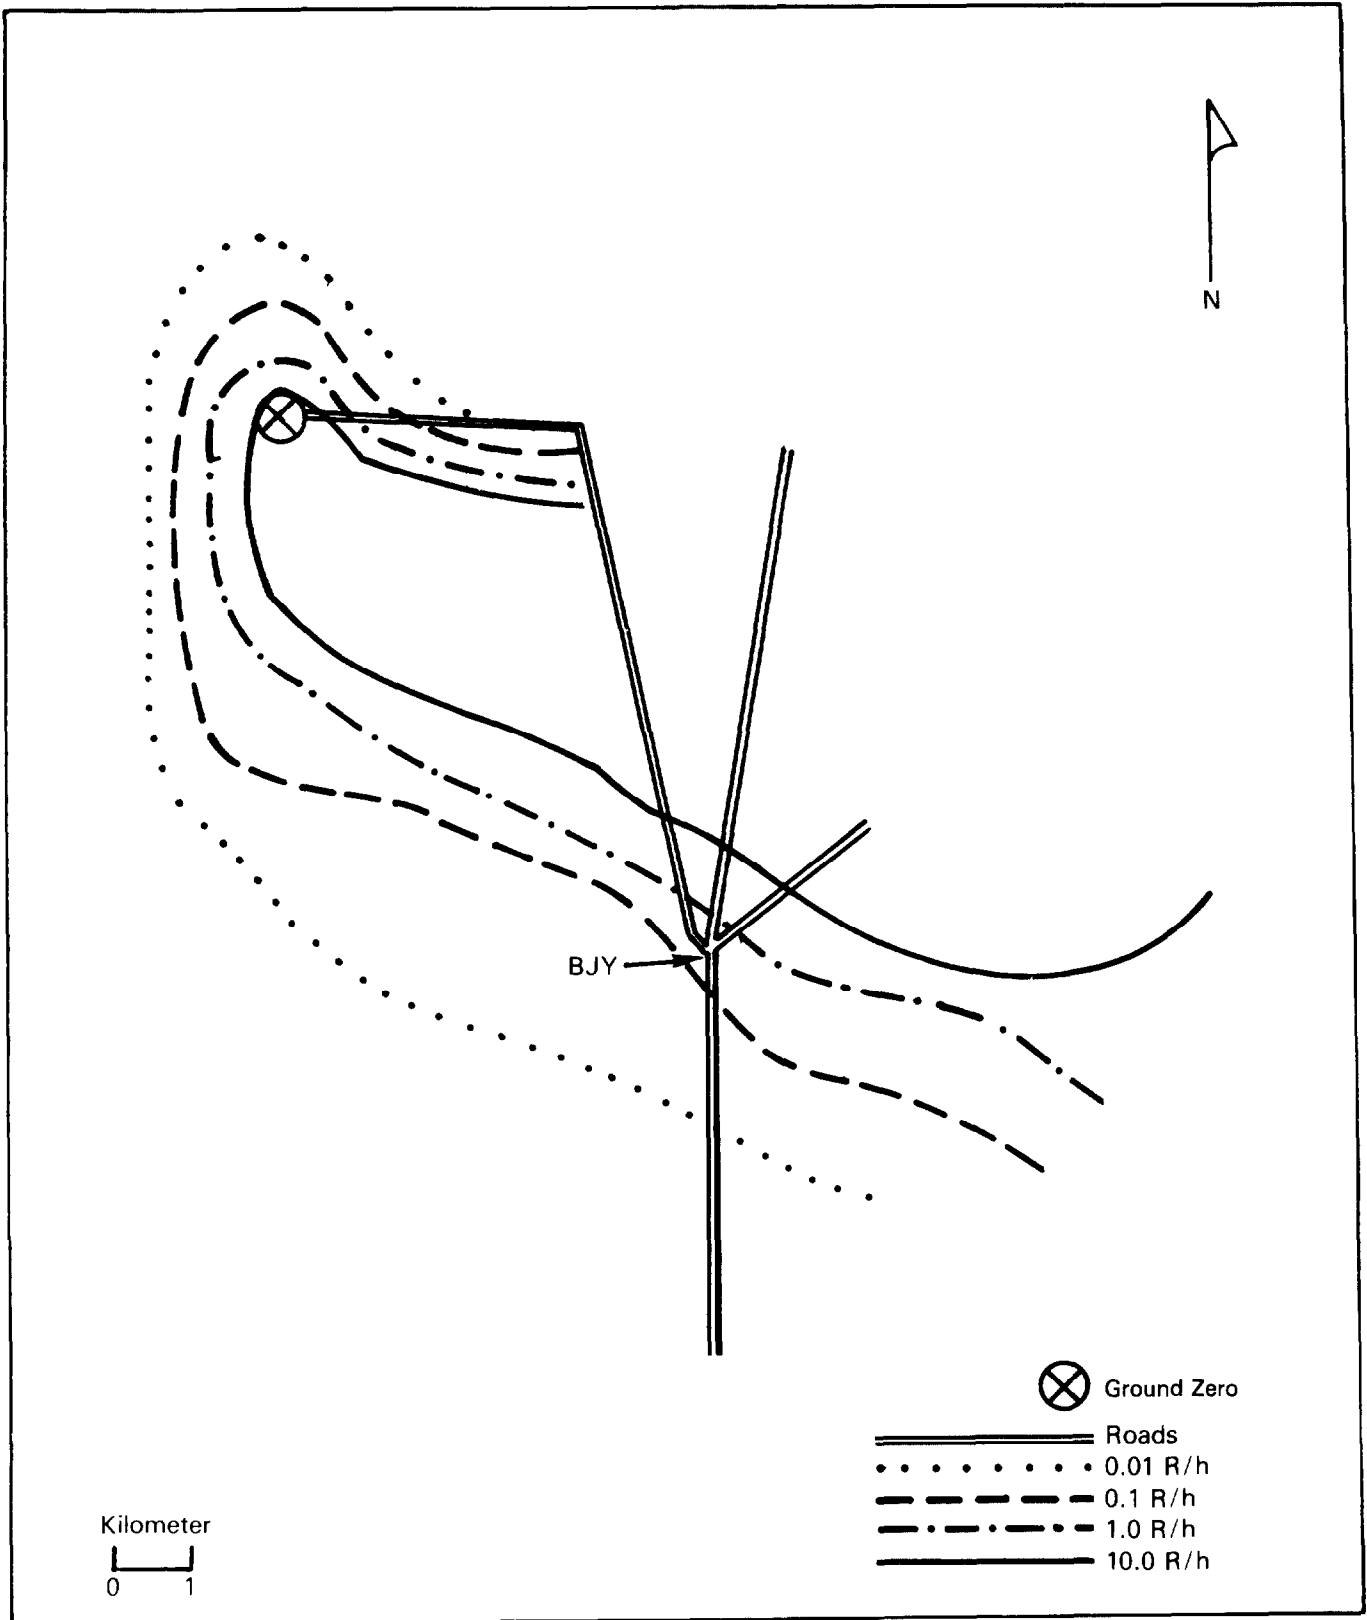 N
BJY
Ground Zero
Roads
0.01 R/h
0.1 R/h
1.0 R/h
10.0 R/h
Kilometer
0 1